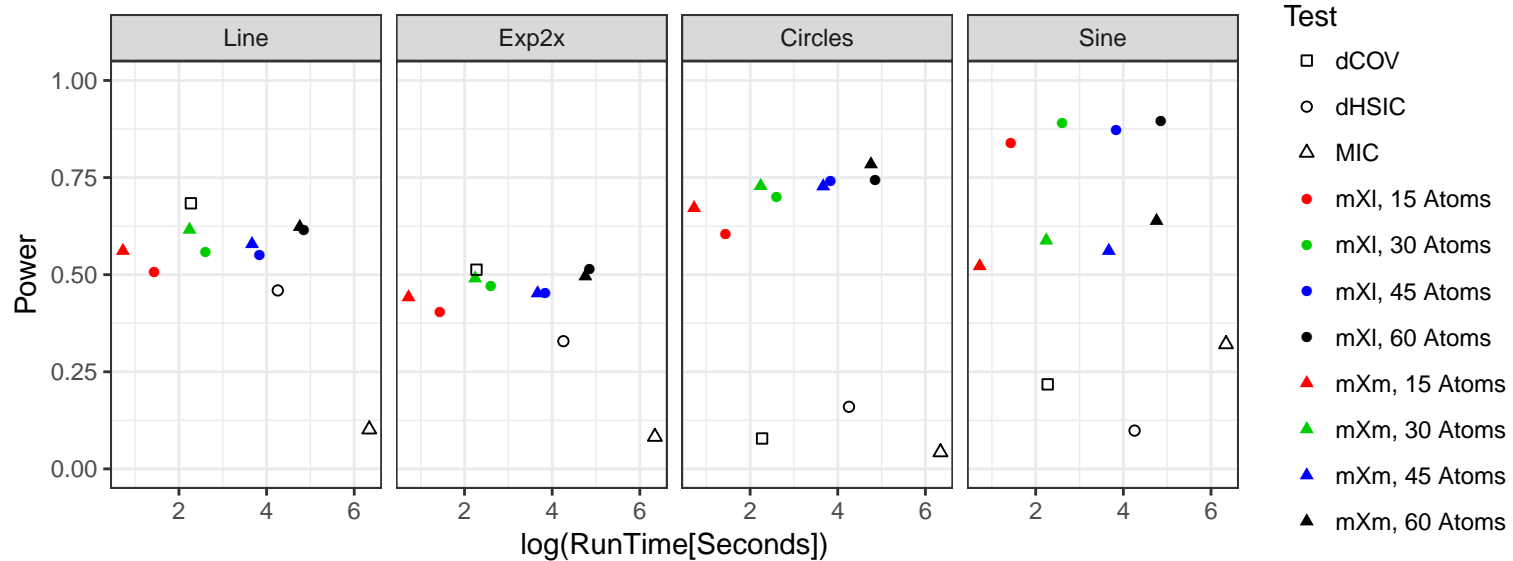 Line Exp2x Circles Sine
Power
1.00
0.75
0.50
0.25
0.00
2 4 6 2 4 6 2 4 6 2 4 6
log(RunTime[Seconds])
Test
dCOV
dHSIC
MIC
mXl, 15 Atoms
mXl, 30 Atoms
mXl, 45 Atoms
mXl, 60 Atoms
mXm, 15 Atoms
mXm, 30 Atoms
mXm, 45 Atoms
mXm, 60 Atoms